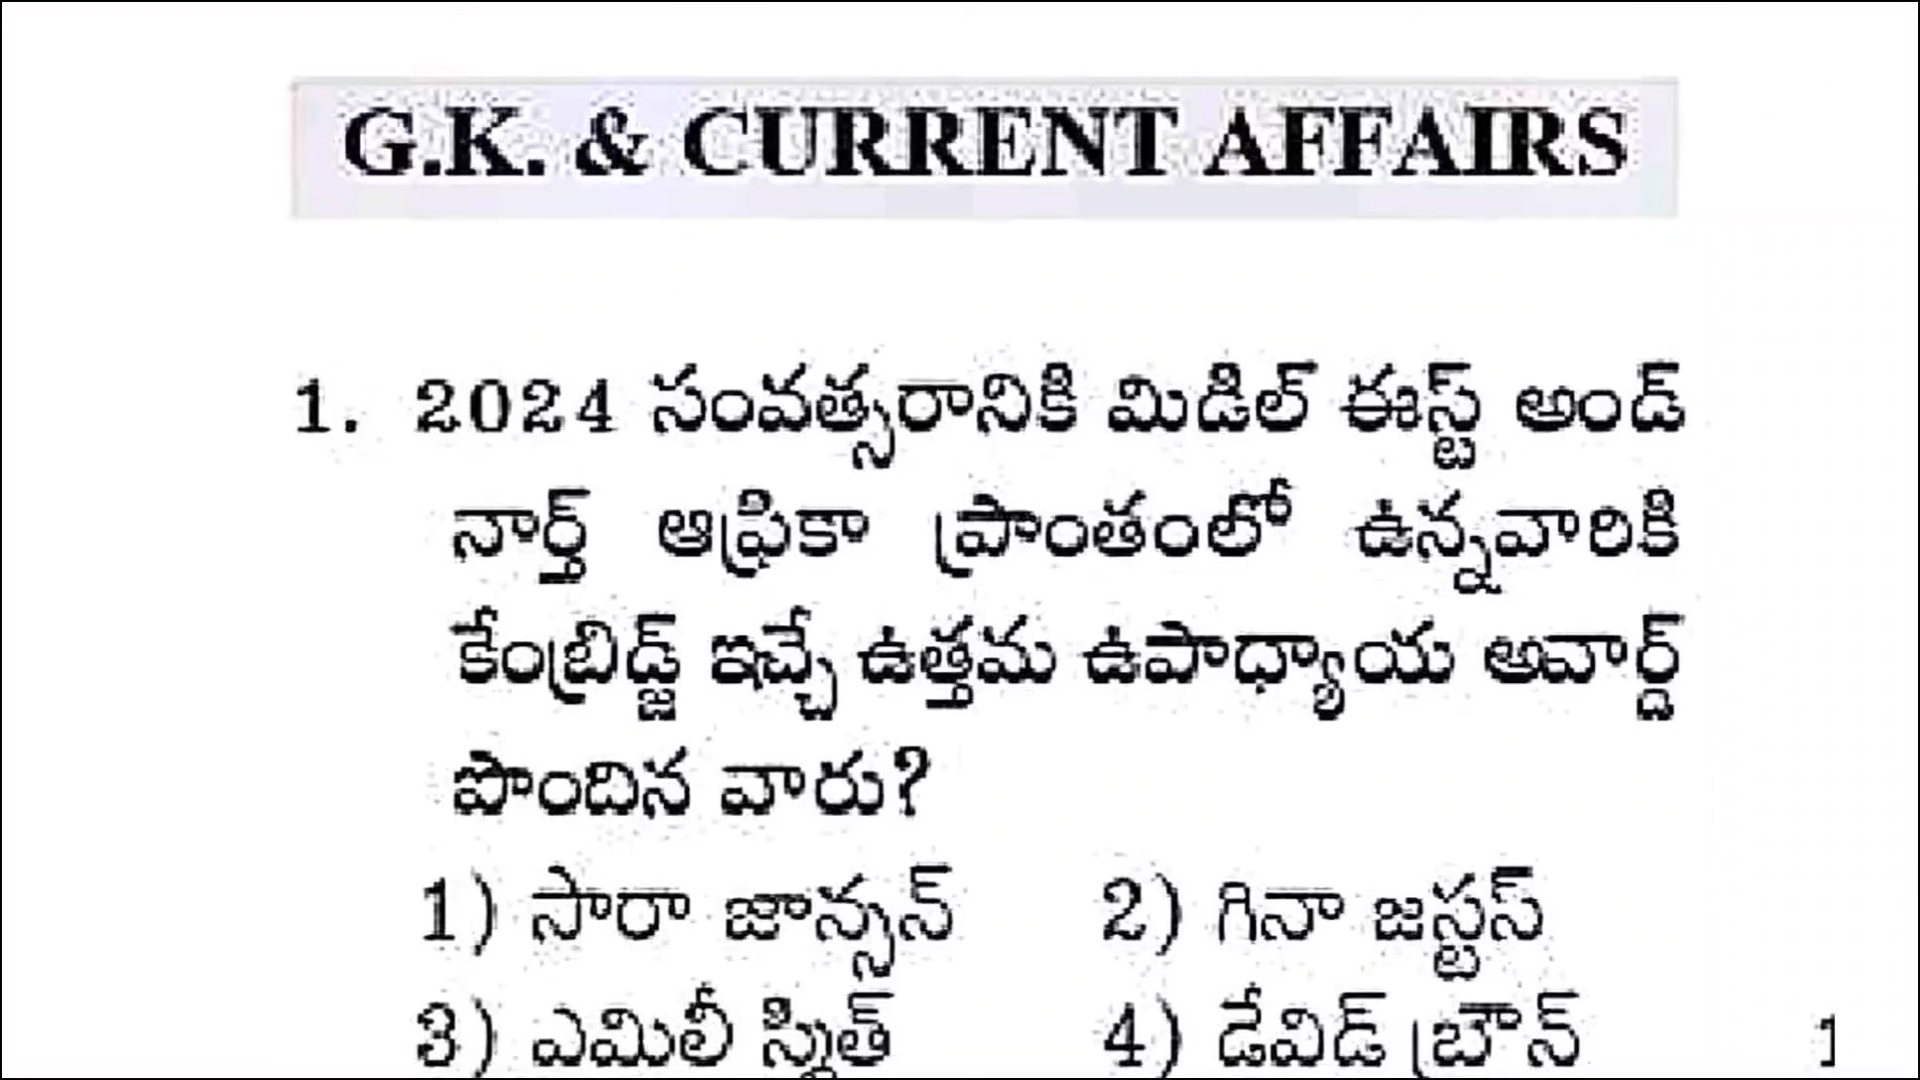 G.K. & CURRENT AFFAIRS
1. 2024 సంవత్సరానికి మిడిల్ ఈస్ట్ అండ్
నార్త్ ఆఫ్రికా ప్రాంతంలో ఉన్నవారికి
కేంబ్రిడ్జ్ ఇచ్చే ఉత్తమ ఉపాధ్యాయ అవార్డ్
పొందిన వారు?
1) సారా జాన్సన్ 2) గినా జస్టస్
3) ఎమిలీ స్మిత్ 4) డేవిడ్ బ్రౌన్ 1